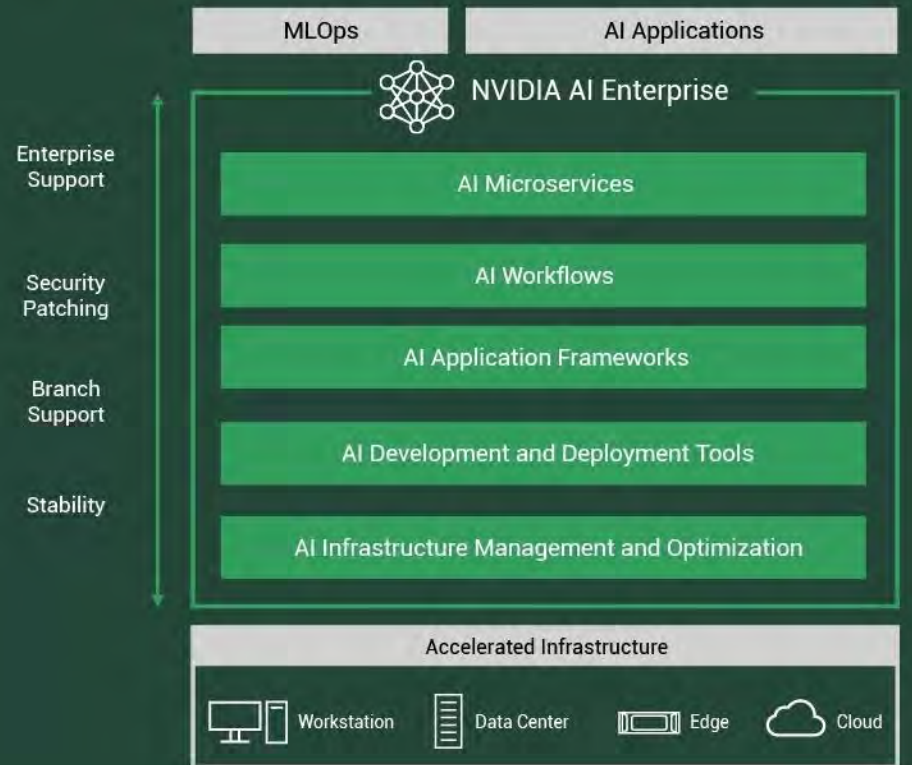 MLOps
AI Applications
NVIDIA AI Enterprise
Enterprise
Support
Security
Patching
Branch
Support
Stability
AI Microservices
AI Workflows
AI Application Frameworks
AI Development and Deployment Tools
AI Infrastructure Management and Optimization
Accelerated Infrastructure
Workstation
Data Center
Edge
Cloud